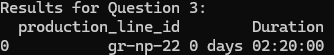 Results for Question 3:
  production_line_id        Duration
0           gr-np-22 0 days 02:20:00